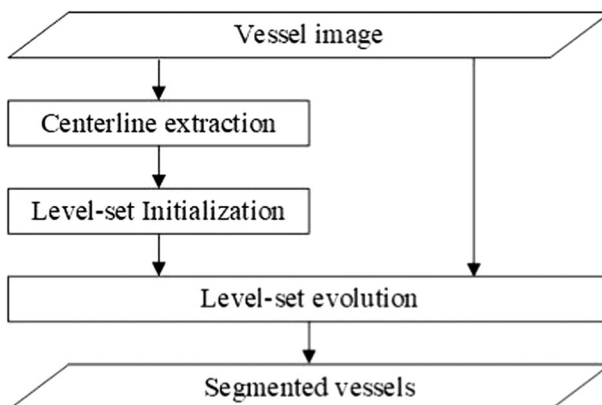 Vessel image
Centerline extraction
Level-set Initialization
Level-set evolution
Segmented vessels